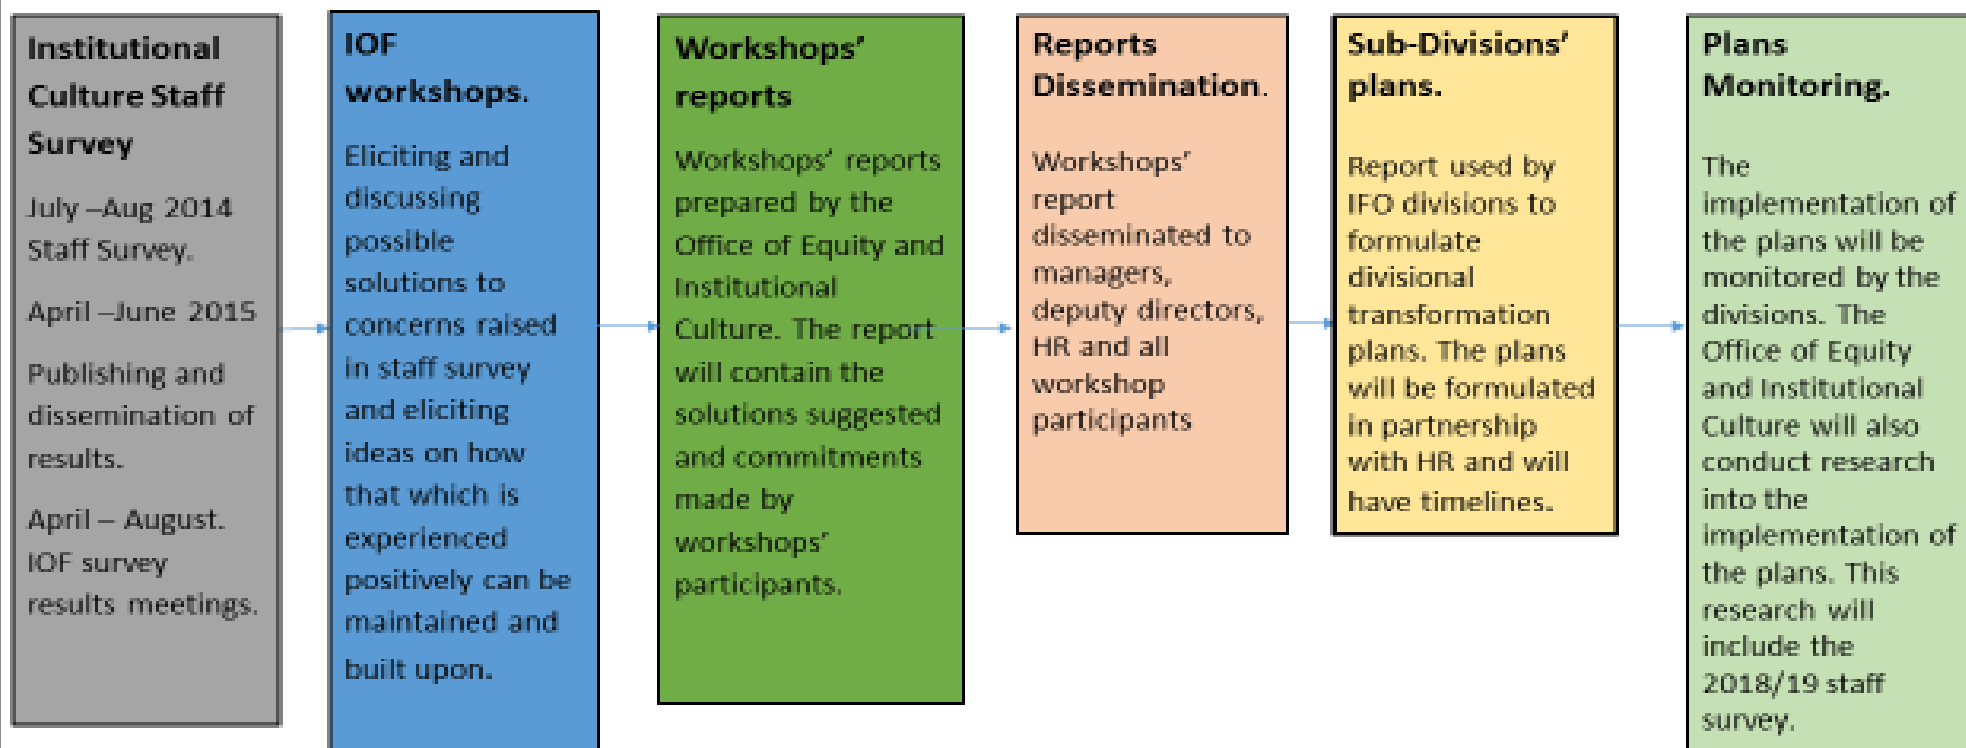 Institutional
Culture Staff
Survey
July –Aug 2014
Staff Survey.
April –June 2015
Publishing and
dissemination of
results.
April – August.
IOF survey
results meetings.
IOF
workshops.
Eliciting and
discussing
possible
solutions to
concerns raised
in staff survey
and eliciting
ideas on how
that which is
experienced
positively can be
maintained and
built upon.
Workshops’
reports
Workshops’ reports
prepared by the
Office of Equity and
Institutional
Culture. The report
will contain the
solutions suggested
and commitments
made by
workshops’
participants.
Reports
Dissemination.
Workshops’
report
disseminated to
managers,
deputy directors,
HR and all
workshop
participants
Sub-Divisions’
plans.
Report used by
IFO divisions to
formulate
divisional
transformation
plans. The plans
will be formulated
in partnership
with HR and will
have timelines.
Plans
Monitoring.
The
implementation of
the plans will be
monitored by the
divisions. The
Office of Equity
and Institutional
Culture will also
conduct research
into the
implementation of
the plans. This
research will
include the
2018/19 staff
survey.